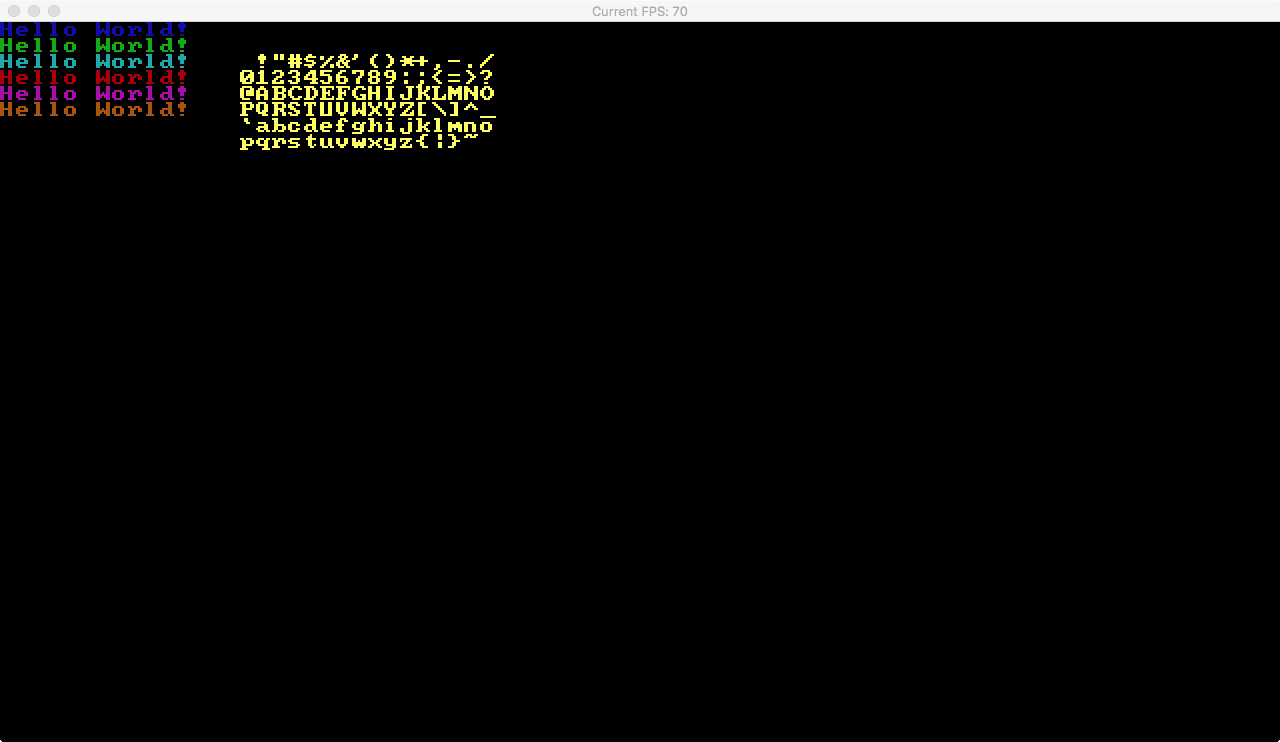 Current FPS: 70
Hello World!
Hello World!
Hello World!
Hello World!
Hello World!
Hello World!
!"#$%&'()*+,-./
0123456789:;<=>?
@ABCDEFGHIJKLMNO
PQRSTUVWXYZ[\]^_
`abcdefghijklmno
pqrstuvwxyz{¦}~